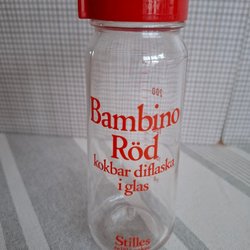 Bambino
Röd
kokbar diflaska
i glas
Stilles